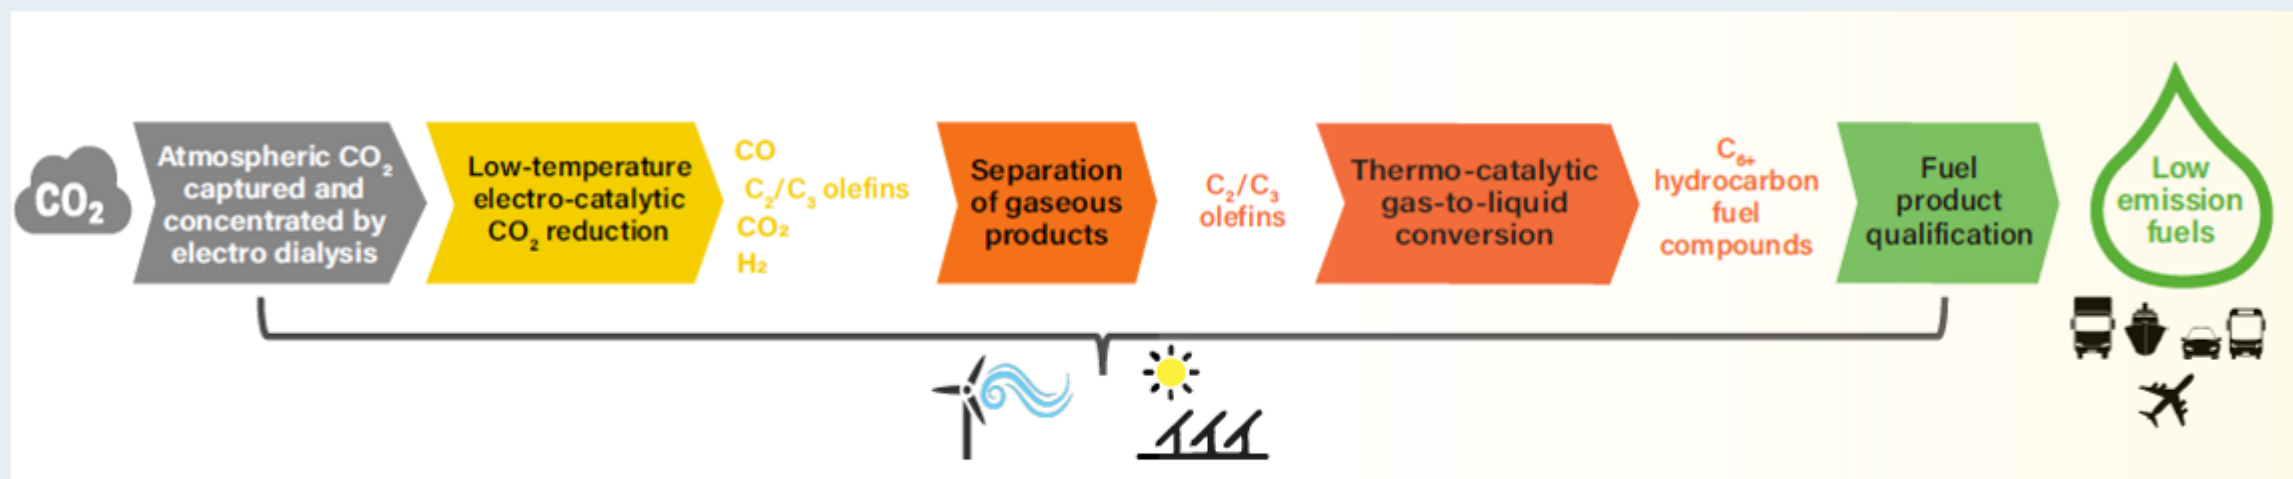 CO₂
Atmospheric CO₂
captured and
concentrated by
electro dialysis
Low-temperature
electro-catalytic
CO₂ reduction
CO
C₂/C₃ olefins
CO₂
H₂
Separation
of gaseous
products
C₂/C₃
olefins
Thermo-catalytic
gas-to-liquid
conversion
C₆₊
hydrocarbon
fuel
compounds
Fuel
product
qualification
Low
emission
fuels